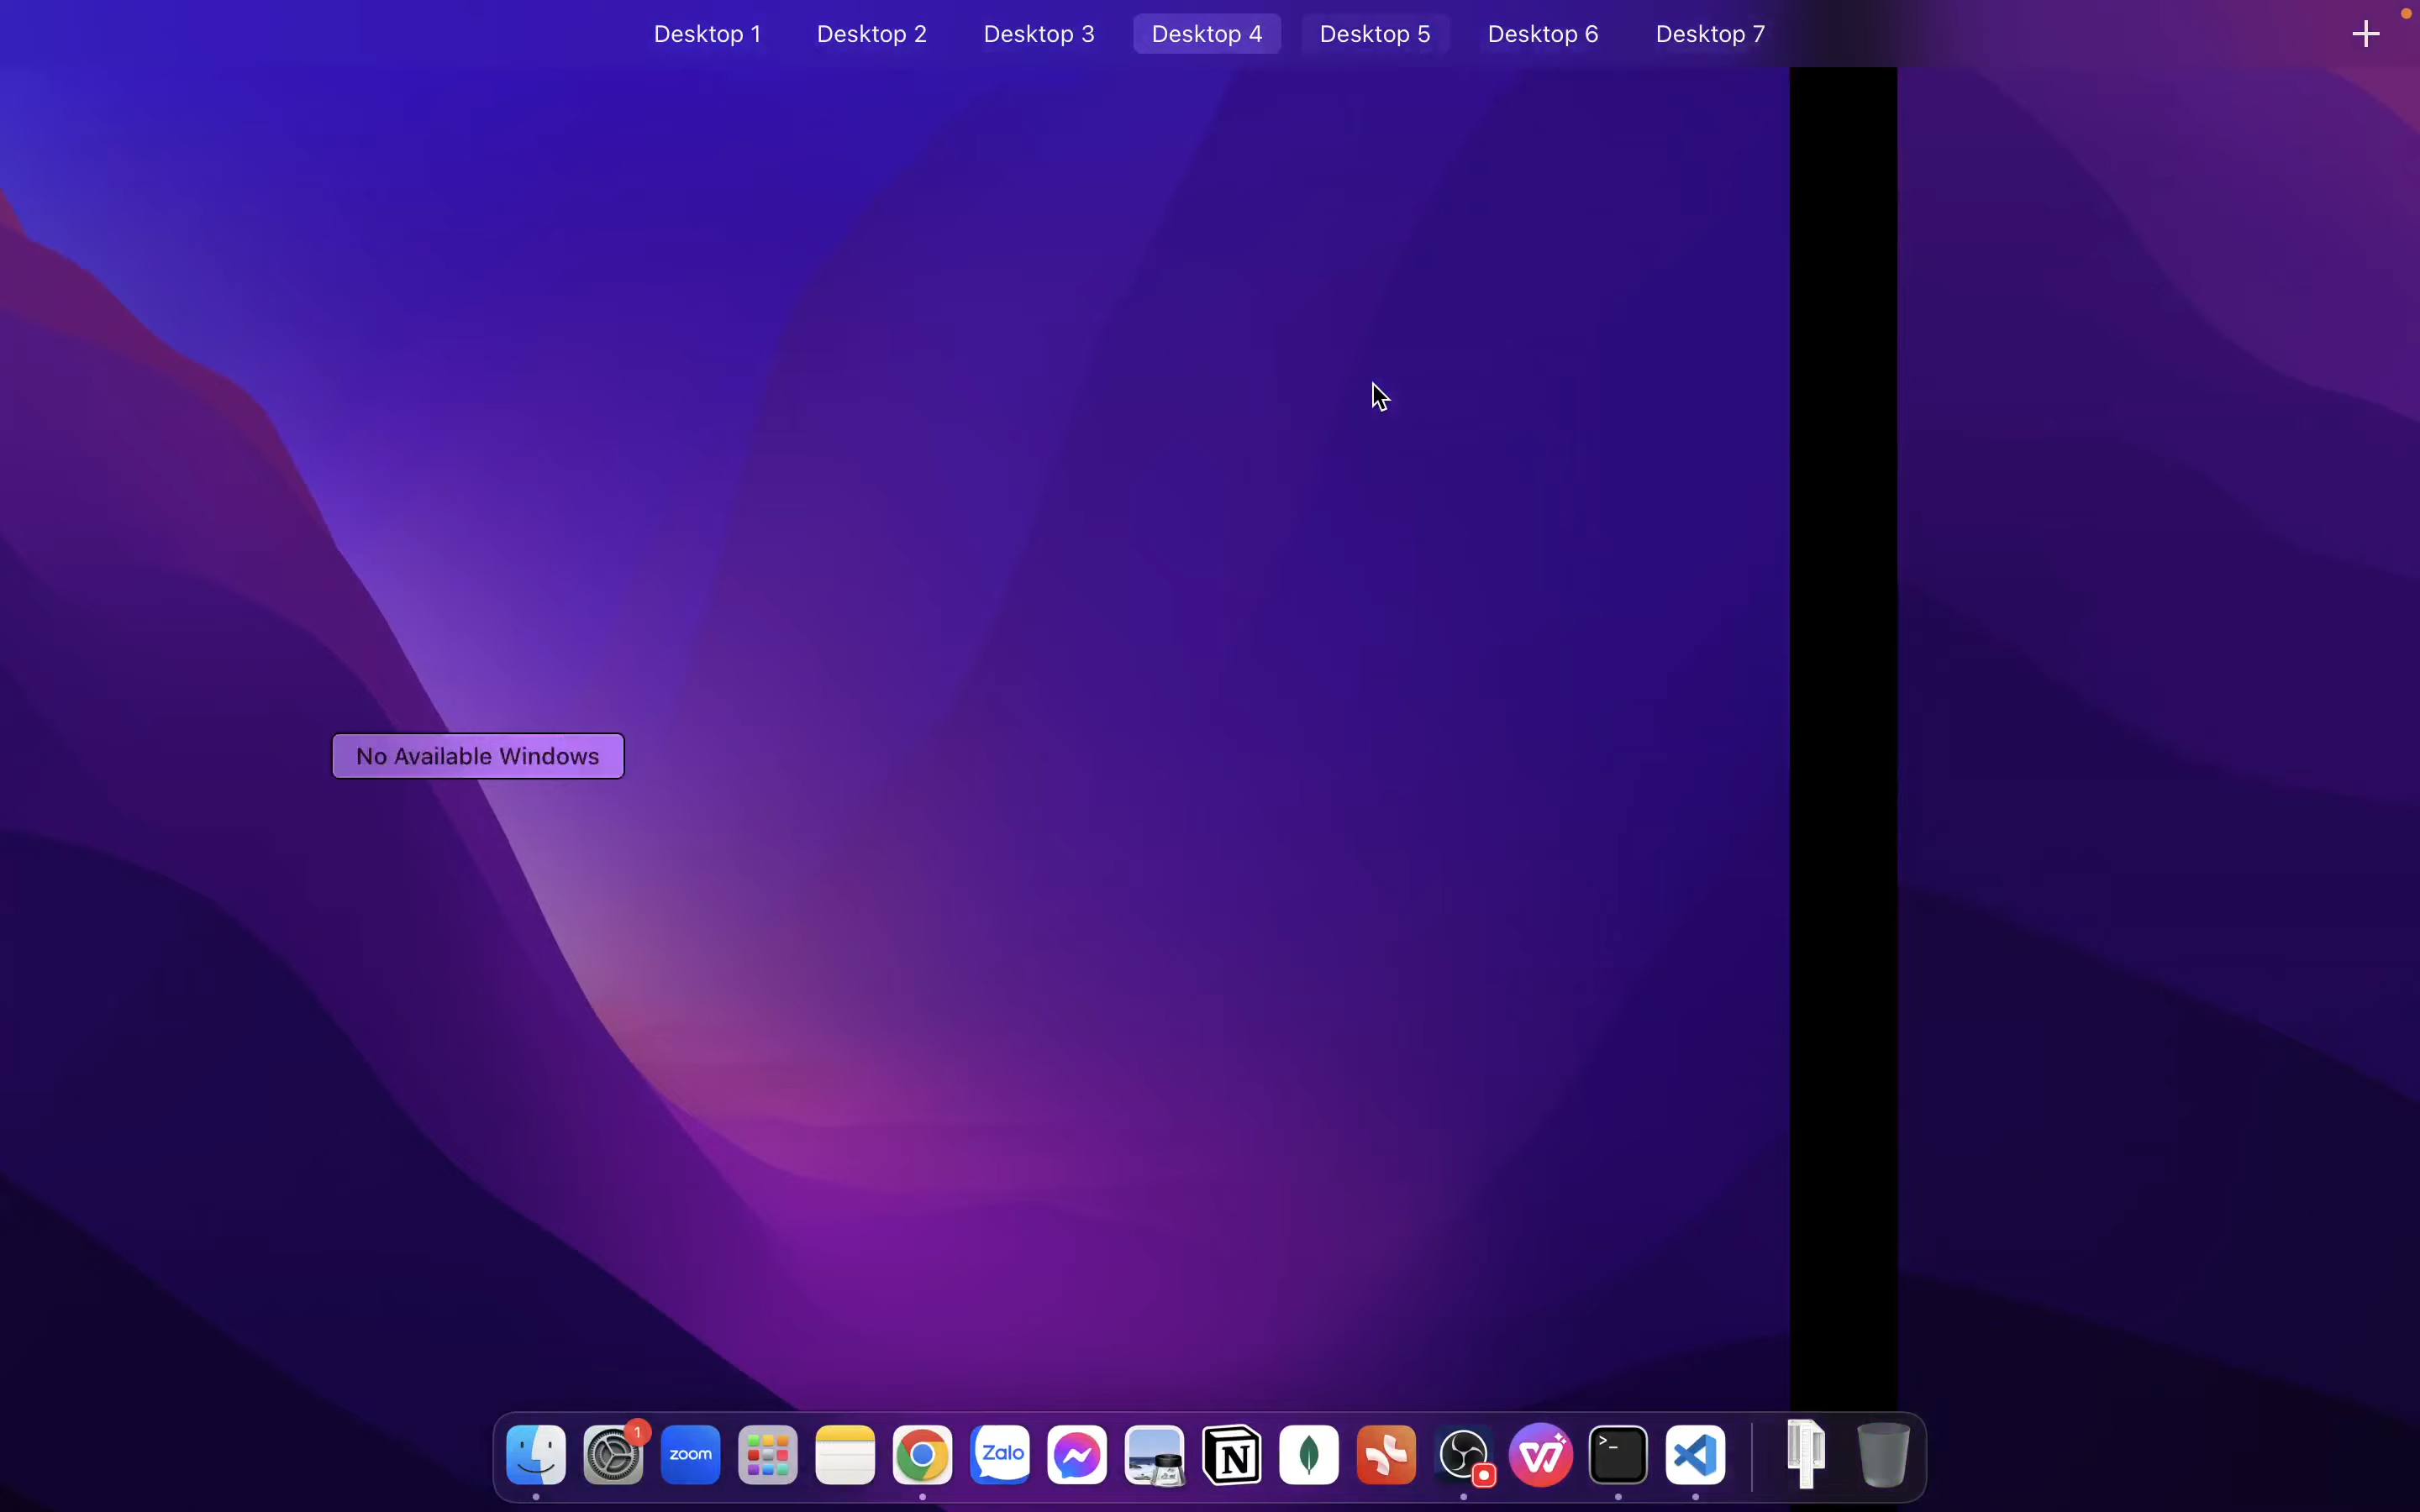 Desktop 1 Desktop 2 Desktop 3 Desktop 4 Desktop 5 Desktop 6 Desktop 7
No Available Windows
1
zoom
Zalo
N
W
>_